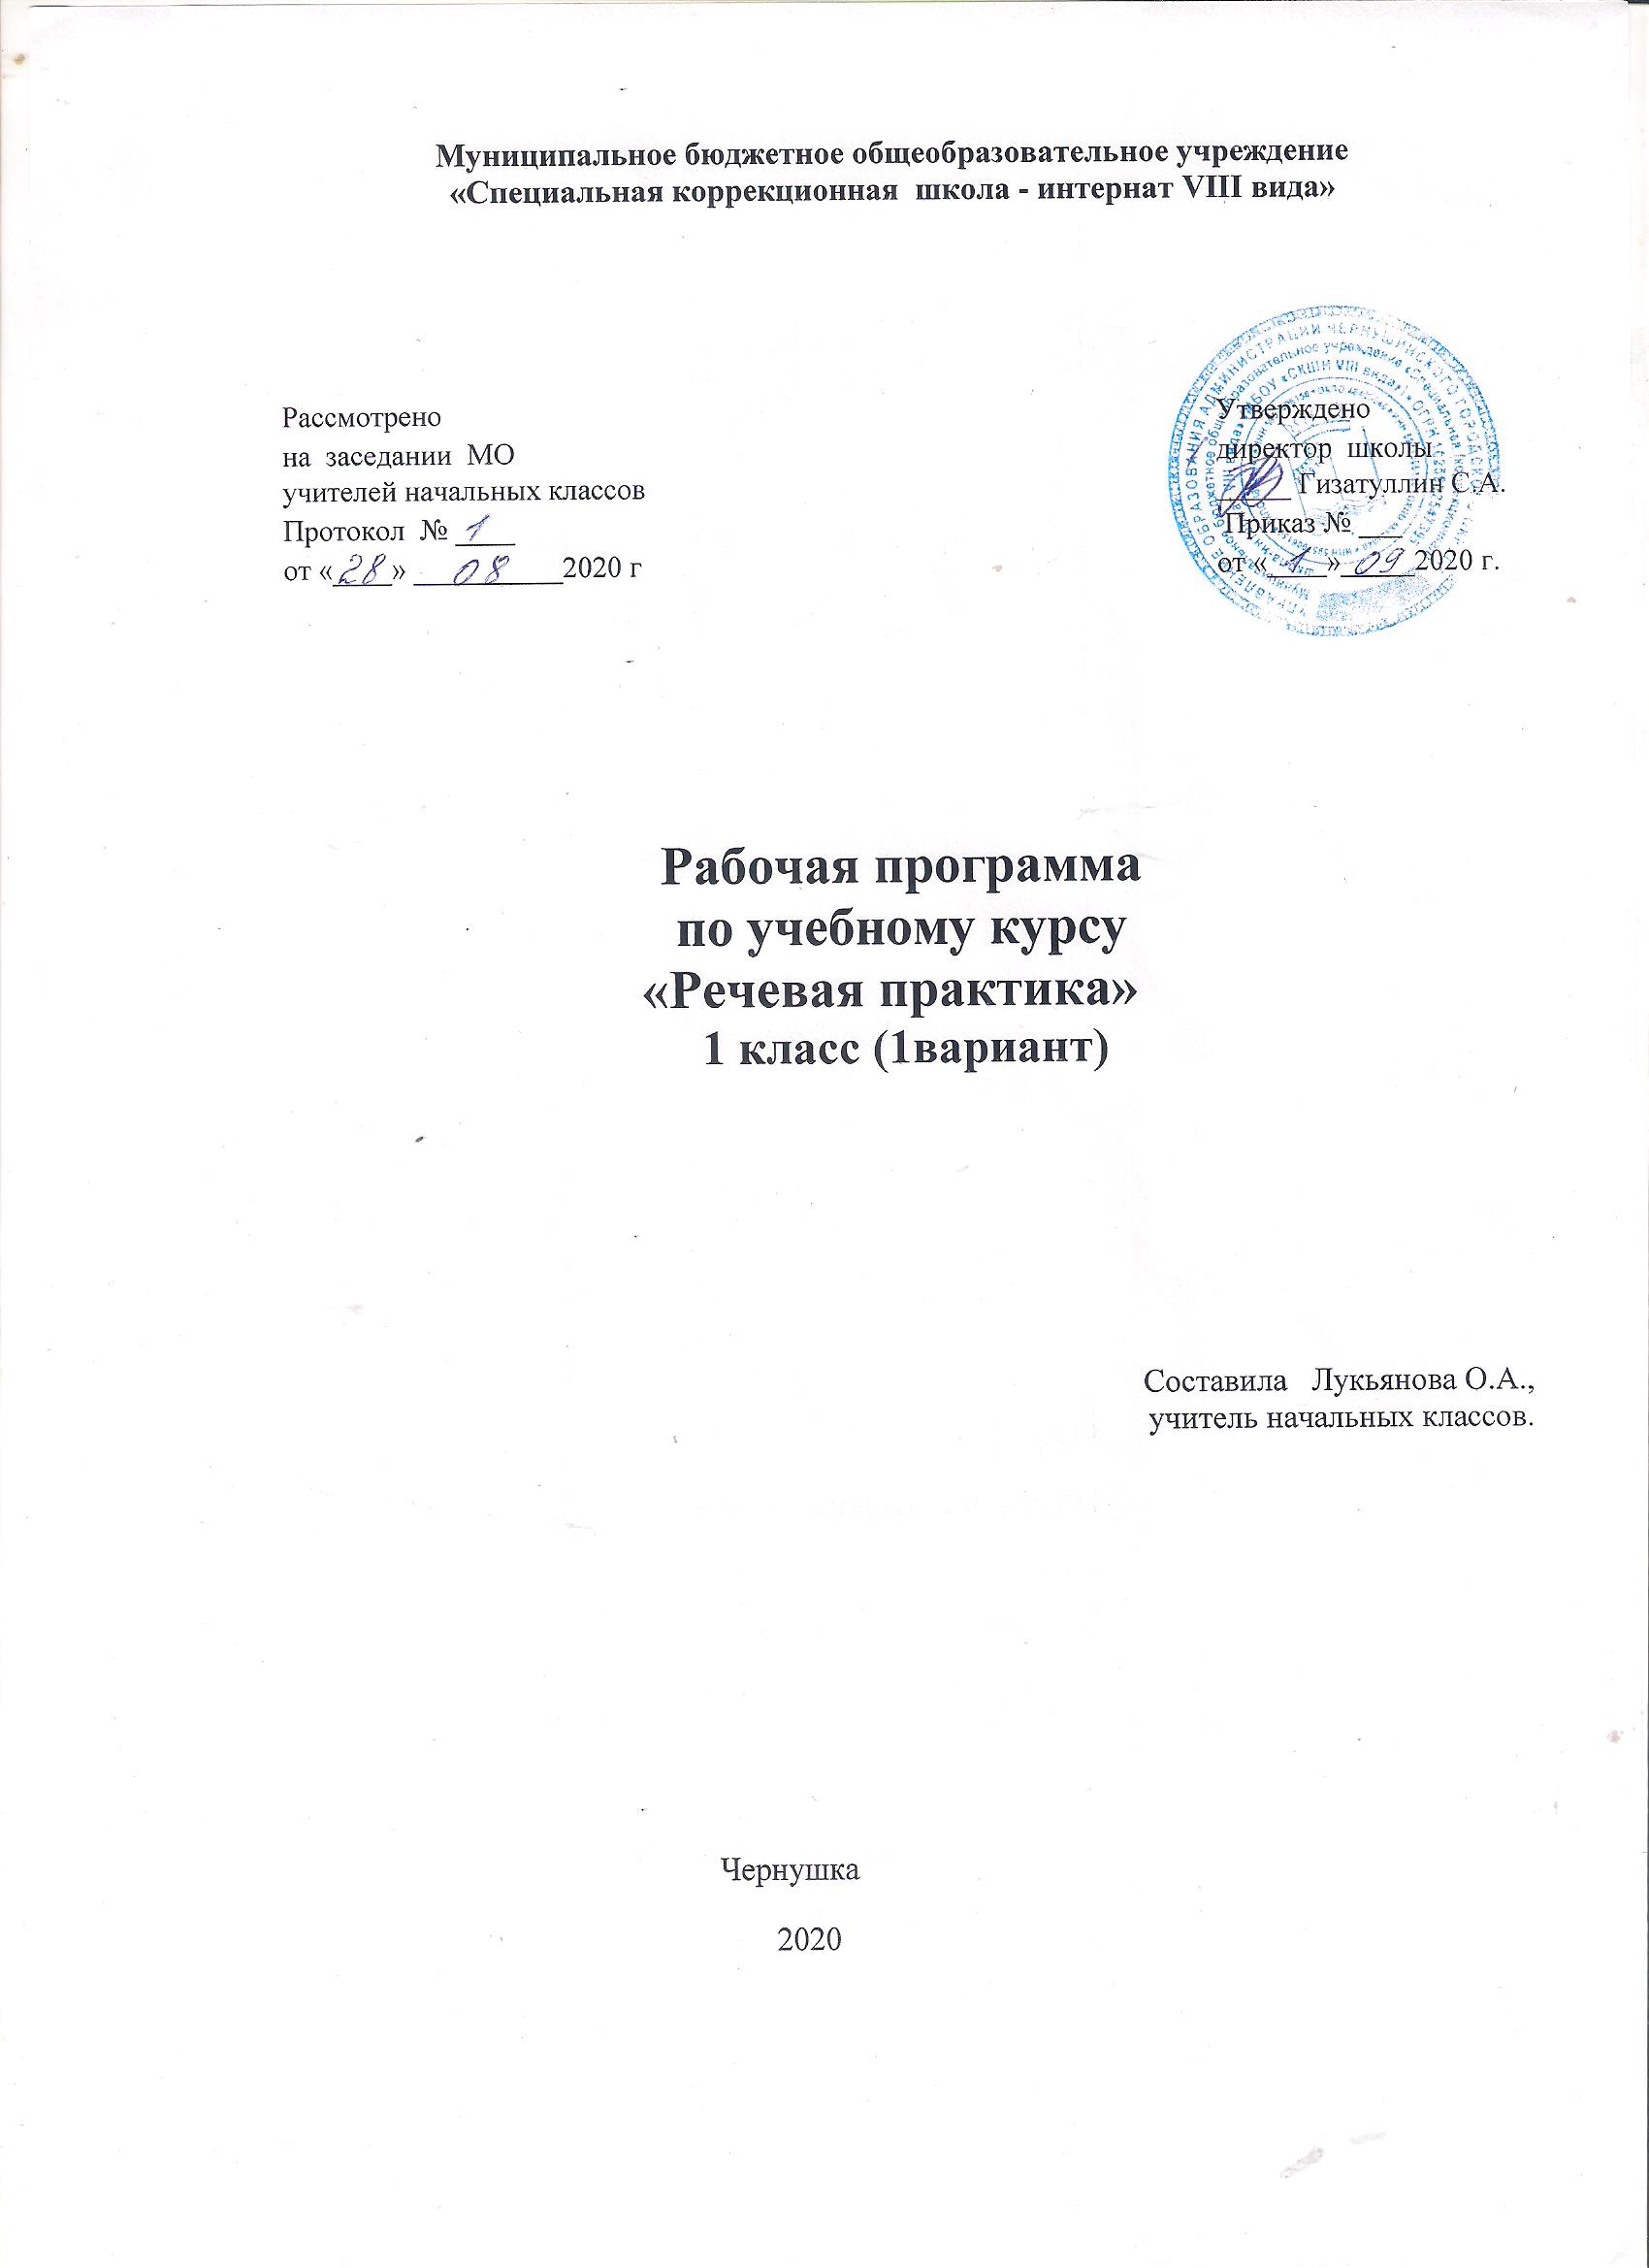 Муниципальное бюджетное общеобразовательное учреждение
«Специальная коррекционная школа - интернат VIII вида»
Рассмотрено
на заседании МО
учителей начальных классов
Протокол № 1
от «28» 08 2020 г
Утверждено
директор школы
Гизатуллин С.А.
Приказ № ___
от «1» 09 2020 г.
Рабочая программа
по учебному курсу
«Речевая практика»
1 класс (1вариант)
Составила Лукьянова О.А.,
учитель начальных классов.
Чернушка
2020